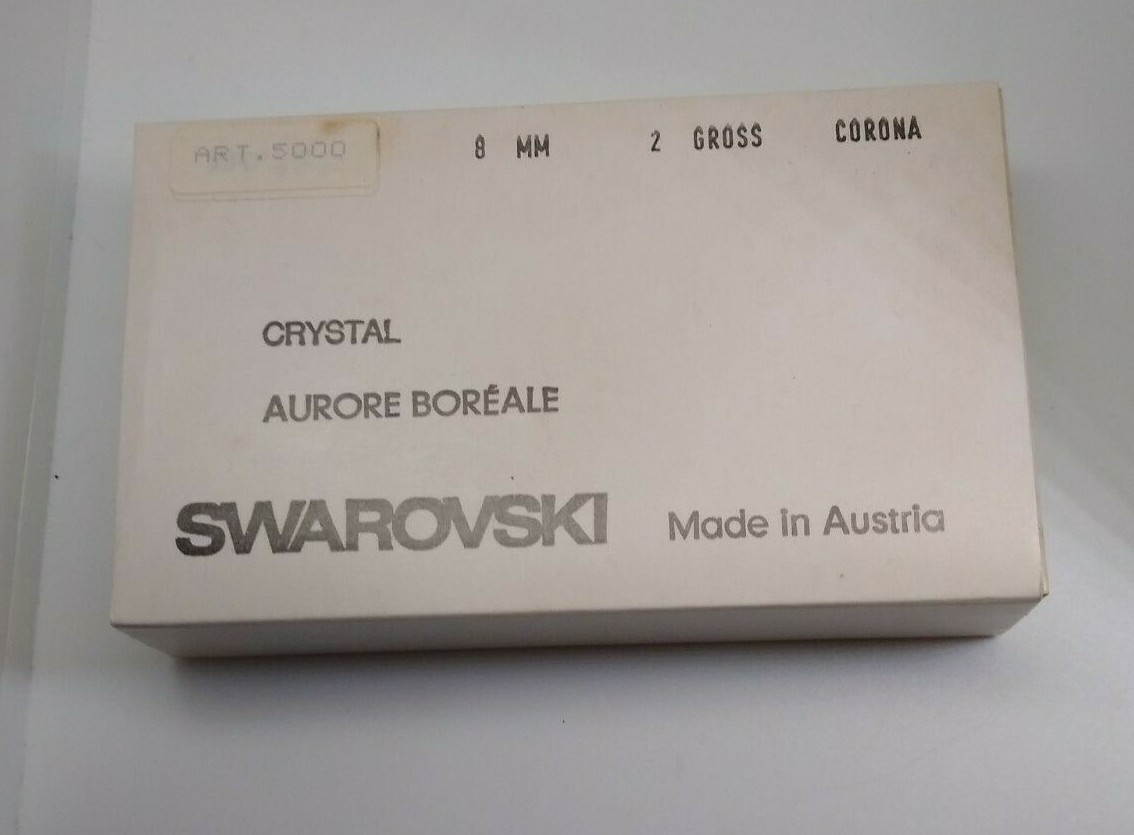 ART.5000 8 MM 2 GROSS CORONA
CRYSTAL
AURORE BORÉALE
SWAROVSKI Made in Austria